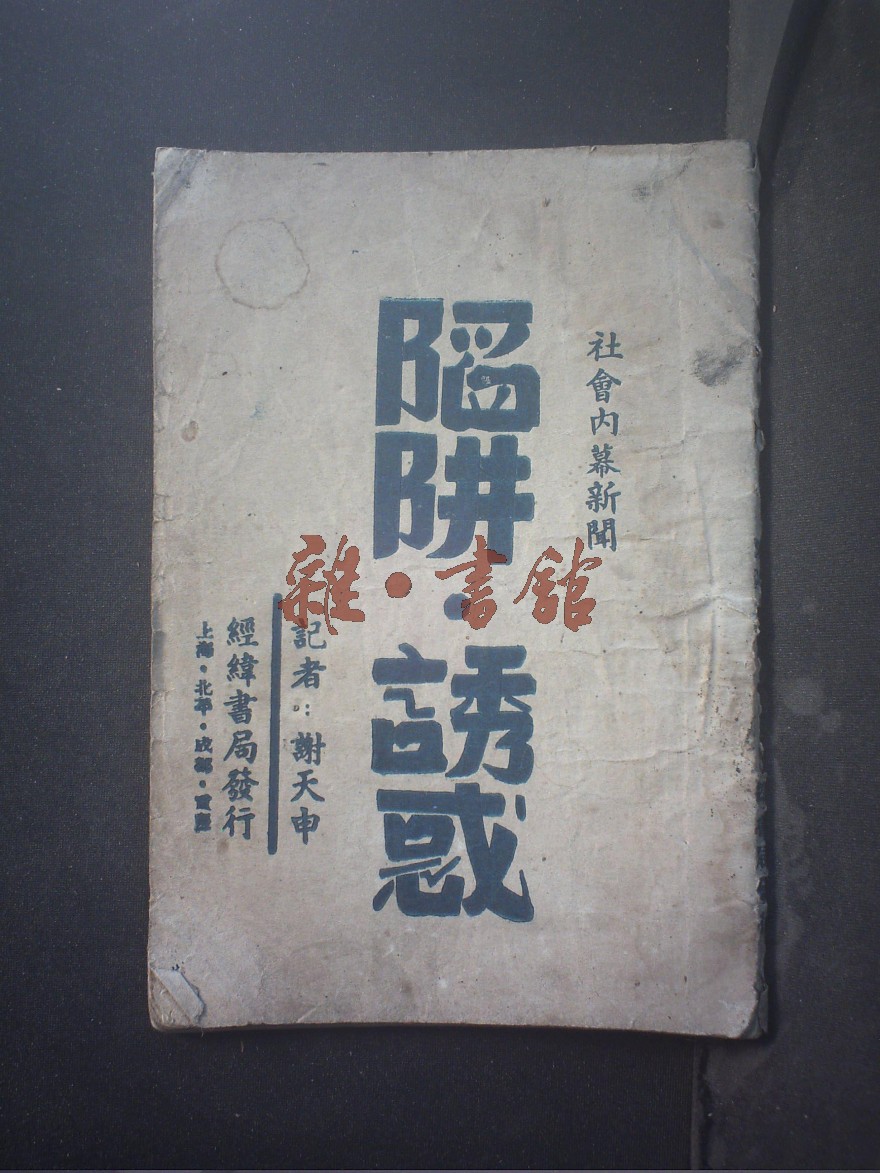 社會内幕新聞
陷阱·誘惑
記者：謝天申
經緯書局發行
上海·北平·成都·重慶
雜·書館